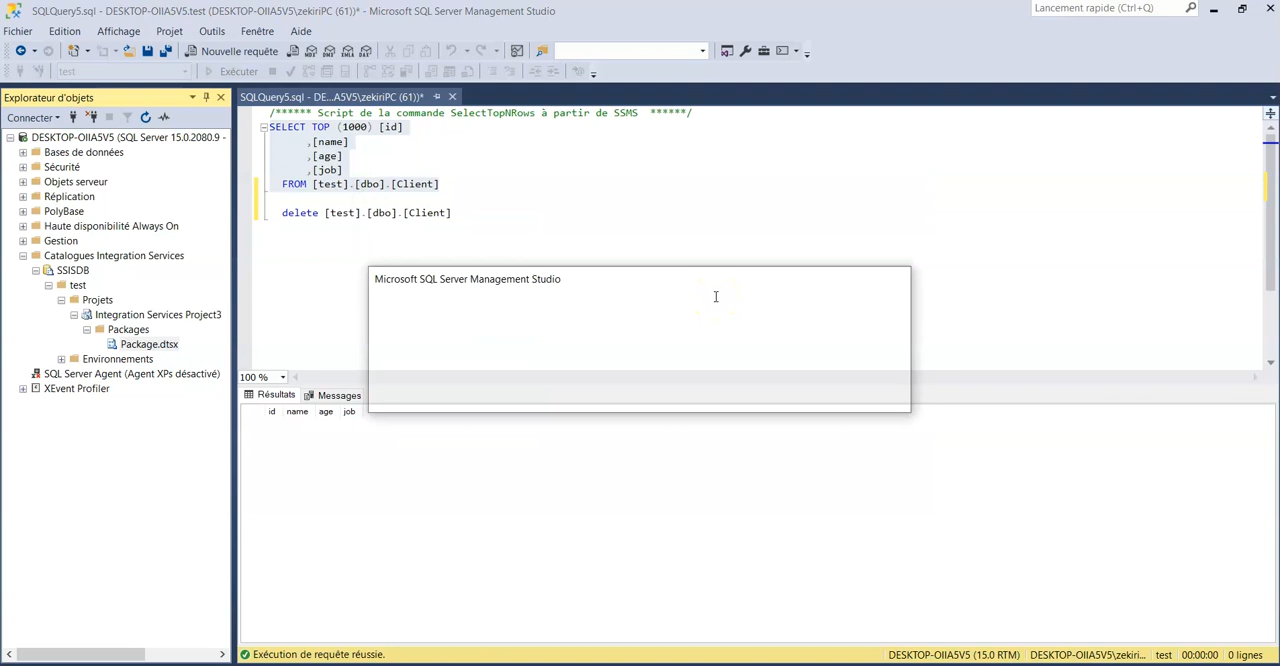 SQLQuery5.sql - DESKTOP-OIIA5V5.test (DESKTOP-OIIA5V5\zekiriPC (61))* - Microsoft SQL Server Management Studio
Lancement rapide (Ctrl+Q)
Fichier Edition Affichage Projet Outils Fenêtre Aide
Nouvelle requête MDX DMX XMLA DAX
test Exécuter
Explorateur d'objets
SQLQuery5.sql - DE...A5V5\zekiriPC (61))*
Connecter
DESKTOP-OIIA5V5 (SQL Server 15.0.2080.9 -
Bases de données
Sécurité
Objets serveur
Réplication
PolyBase
Haute disponibilité Always On
Gestion
Catalogues Integration Services
SSISDB
test
Projets
Integration Services Project3
Packages
Package.dtsx
Environnements
SQL Server Agent (Agent XPs désactivé)
XEvent Profiler
/****** Script de la commande SelectTopNRows à partir de SSMS  ******/
SELECT TOP (1000) [id]
,[name]
,[age]
,[job]
FROM [test].[dbo].[Client]
delete [test].[dbo].[Client]
Microsoft SQL Server Management Studio
100 %
Résultats Messages
id name age job
Exécution de requête réussie.
DESKTOP-OIIA5V5 (15.0 RTM) DESKTOP-OIIA5V5\zekiri... test 00:00:00 0 lignes